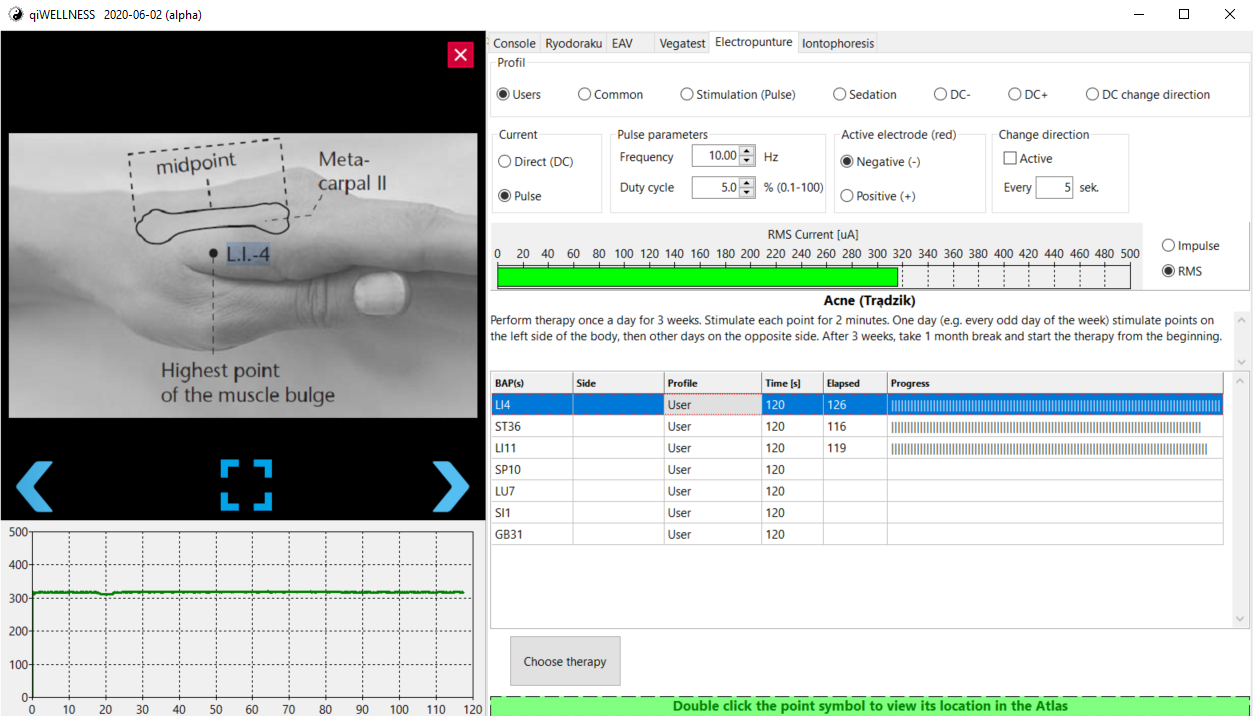 qiWELLNESS 2020-06-02 (alpha)
midpoint
Meta-
carpal II
L.I.-4
Highest point
of the muscle bulge
500
400
300
200
100
0
0 10 20 30 40 50 60 70 80 90 100 110 120
Console Ryodoraku EAV Vegatest Electropunture Iontophoresis
Profil
Users Common Stimulation (Pulse) Sedation DC- DC+ DC change direction
Current Pulse parameters Active electrode (red) Change direction
Direct (DC) Frequency 10.00 Hz Negative (-) Active
Pulse Duty cycle 5.0 % (0.1-100) Positive (+) Every 5 sek.
RMS Current [uA]
0 20 40 60 80 100 120 140 160 180 200 220 240 260 280 300 320 340 360 380 400 420 440 460 480 500
Impulse
RMS
Acne (Trądzik)
Perform therapy once a day for 3 weeks. Stimulate each point for 2 minutes. One day (e.g. every odd day of the week) stimulate points on
the left side of the body, then other days on the opposite side. After 3 weeks, take 1 month break and start the therapy from the beginning.
BAP(s) Side Profile Time [s] Elapsed Progress
LI4 User 120 126
ST36 User 120 116
LI11 User 120 119
SP10 User 120
LU7 User 120
SI1 User 120
GB31 User 120
Choose therapy
Double click the point symbol to view its location in the Atlas